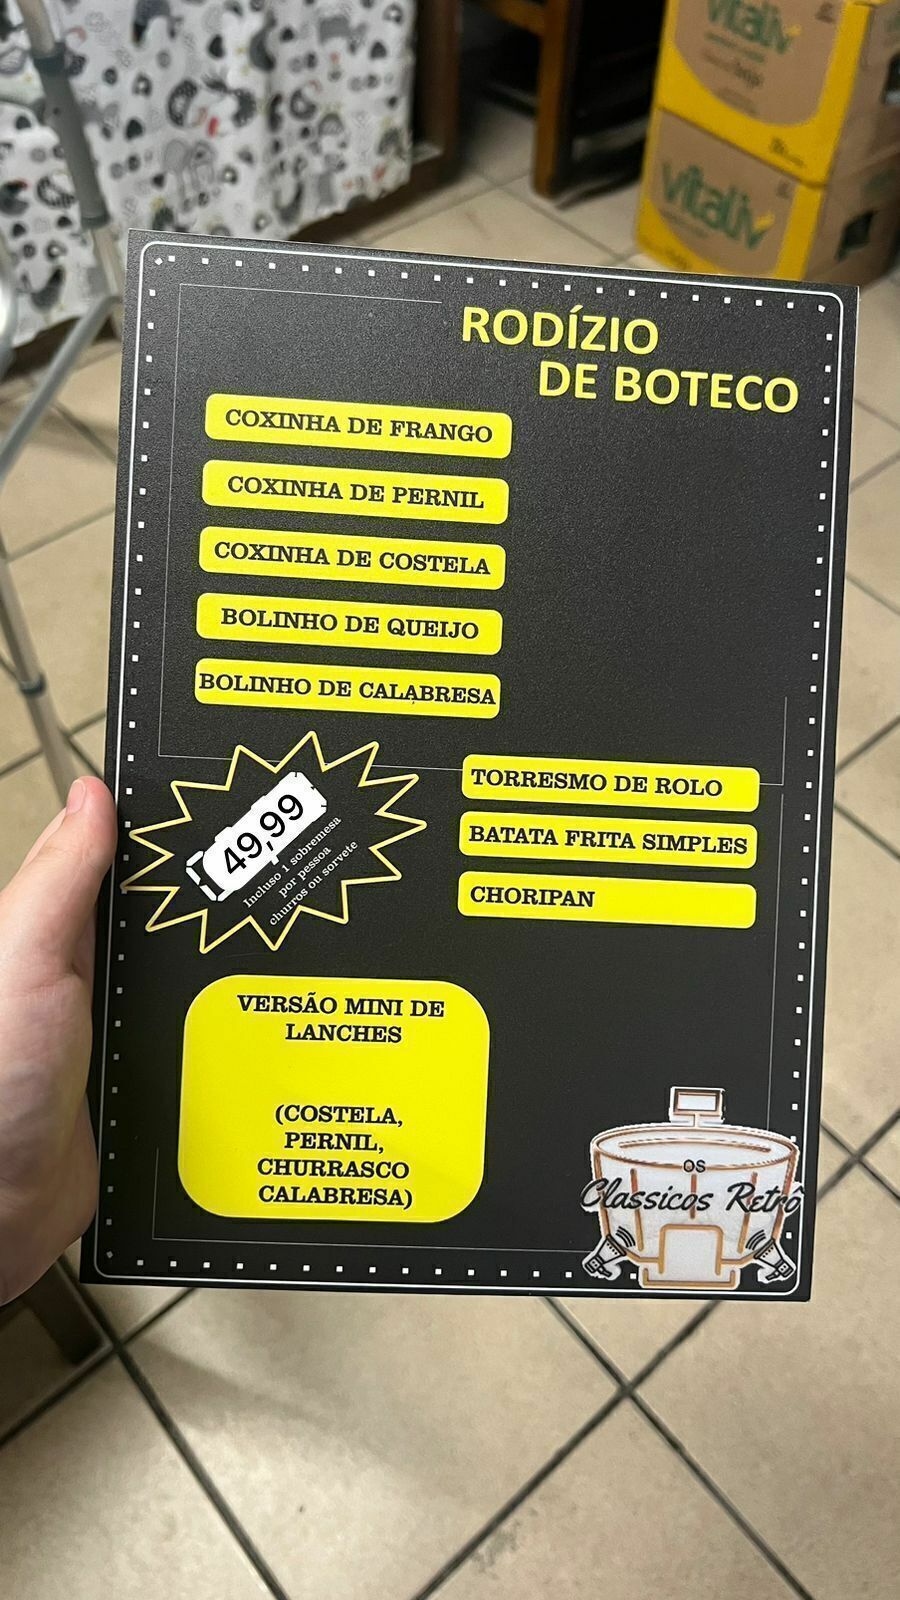 vitaliv
vitaliv
RODÍZIO
DE BOTECO
COXINHA DE FRANGO
COXINHA DE PERNIL
COXINHA DE COSTELA
BOLINHO DE QUEIJO
BOLINHO DE CALABRESA
49,99
Incluso 1 sobremesa
por pessoa
churros ou sorvete
TORRESMO DE ROLO
BATATA FRITA SIMPLES
CHORIPAN
VERSÃO MINI DE
LANCHES
(COSTELA,
PERNIL,
CHURRASCO
CALABRESA)
OS
Classicos Retrô